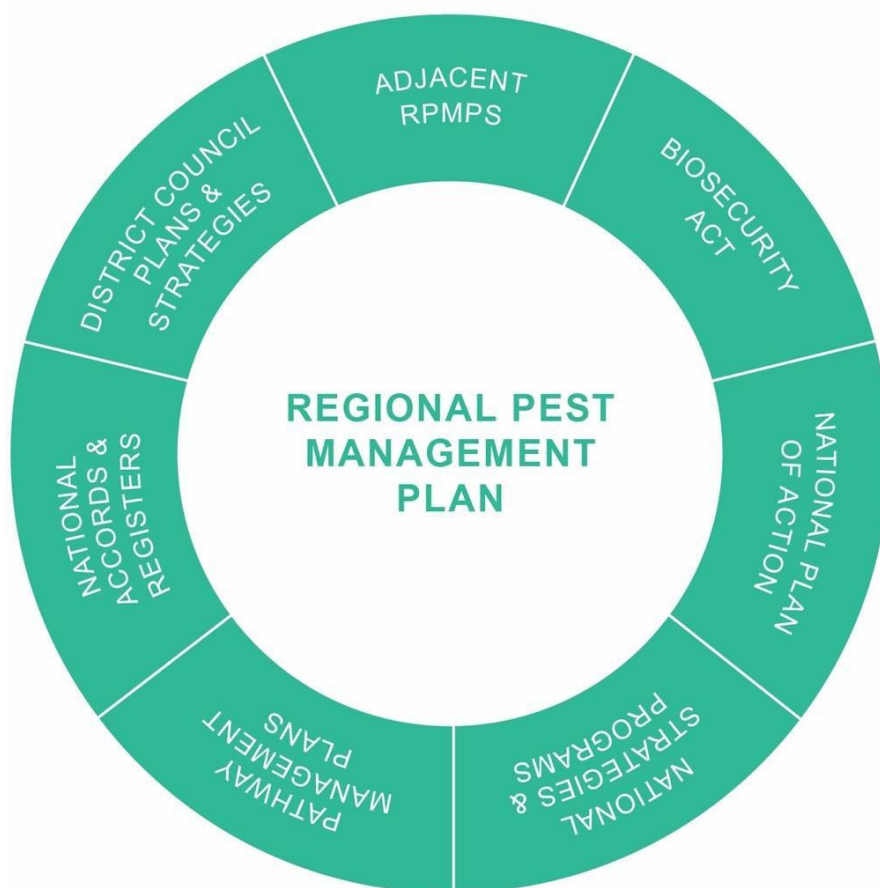 ADJACENT
RPMPS
BIOSECURITY
ACT
NATIONAL PLAN
OF ACTION
NATIONAL
STRATEGIES &
PROGRAMS
PATHWAY
MANAGEMENT
PLANS
NATIONAL
ACCORDS &
REGISTERS
DISTRICT COUNCIL
PLANS &
STRATEGIES
REGIONAL PEST
MANAGEMENT
PLAN